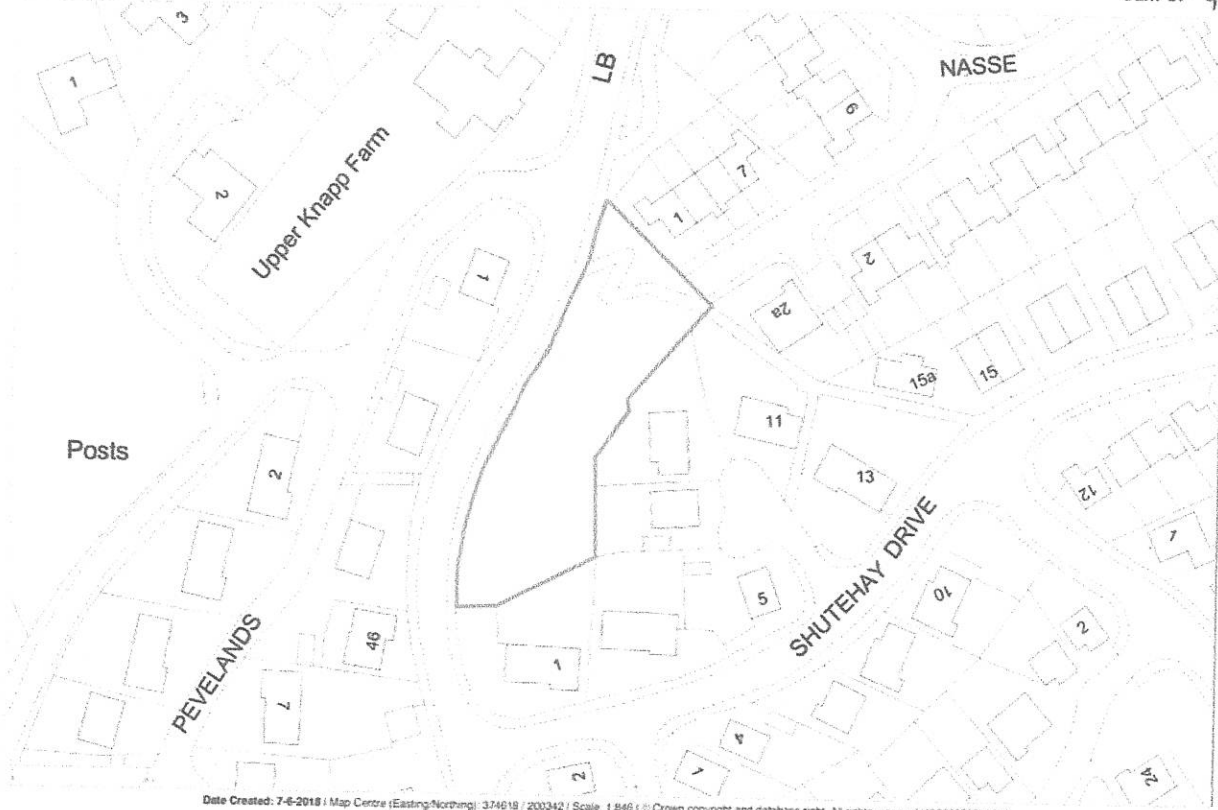 3
1
2
Upper Knapp Farm
LB
NASSE
6
7
1
1
2
2a
15a
15
11
13
Posts
2
12
1
SHUTEHAY DRIVE
5
10
2
46
1
PEVELANDS
7
4
1
2
24
Date Created: 7-6-2018 | Map Centre (Easting/Northing): 374618 / 200342 | Scale: 1:846 | © Crown copyright and database right. All